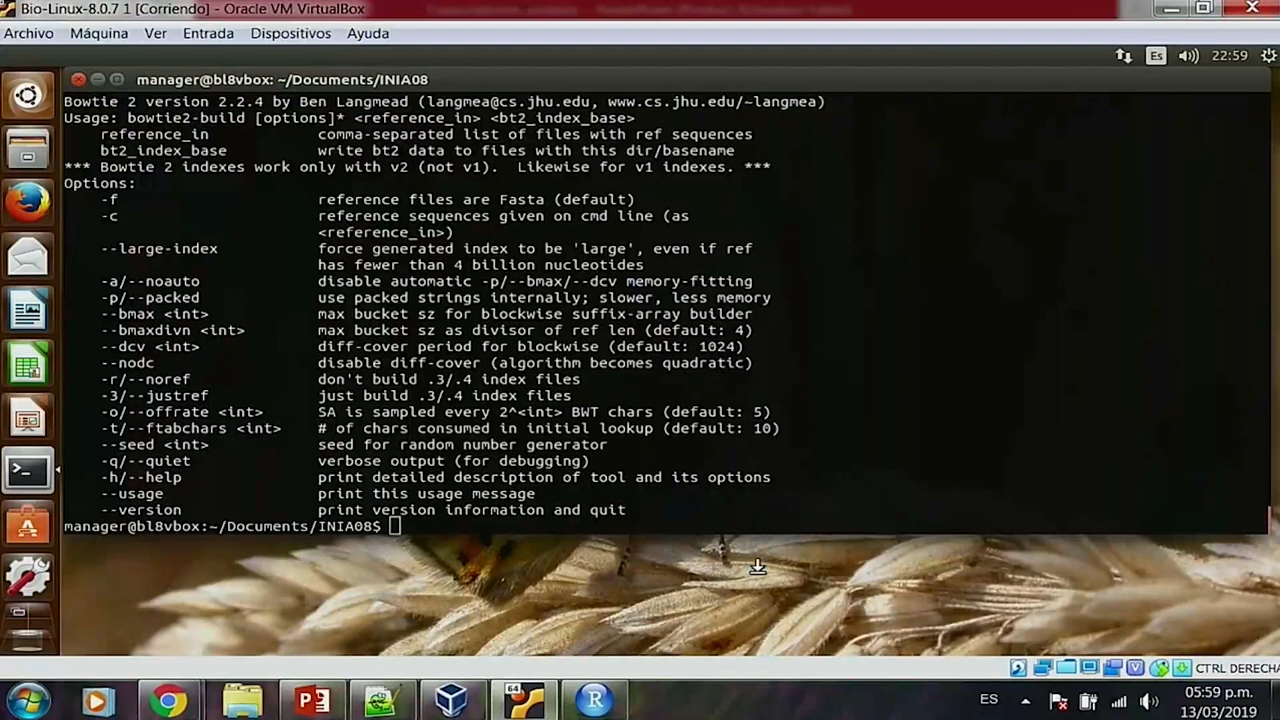 Bio-Linux-8.0.7 1 [Corriendo] - Oracle VM VirtualBox
Archivo Máquina Ver Entrada Dispositivos Ayuda
Es 22:59
manager@bl8vbox: ~/Documents/INIA08
Bowtie 2 version 2.2.4 by Ben Langmead (langmea@cs.jhu.edu, www.cs.jhu.edu/~langmea)
Usage: bowtie2-build [options]* <reference_in> <bt2_index_base>
reference_in comma-separated list of files with ref sequences
bt2_index_base write bt2 data to files with this dir/basename
*** Bowtie 2 indexes work only with v2 (not v1). Likewise for v1 indexes. ***
Options:
-f reference files are Fasta (default)
-c reference sequences given on cmd line (as
<reference_in>)
--large-index force generated index to be 'large', even if ref
has fewer than 4 billion nucleotides
-a/--noauto disable automatic -p/--bmax/--dcv memory-fitting
-p/--packed use packed strings internally; slower, less memory
--bmax <int> max bucket sz for blockwise suffix-array builder
--bmaxdivn <int> max bucket sz as divisor of ref len (default: 4)
--dcv <int> diff-cover period for blockwise (default: 1024)
--nodc disable diff-cover (algorithm becomes quadratic)
-r/--noref don't build .3/.4 index files
-3/--justref just build .3/.4 index files
-o/--offrate <int> SA is sampled every 2^<int> BWT chars (default: 5)
-t/--ftabchars <int> # of chars consumed in initial lookup (default: 10)
--seed <int> seed for random number generator
-q/--quiet verbose output (for debugging)
-h/--help print detailed description of tool and its options
--usage print this usage message
--version print version information and quit
manager@bl8vbox:~/Documents/INIA08$
CTRL DERECHA
64
ES 05:59 p.m.
13/03/2019